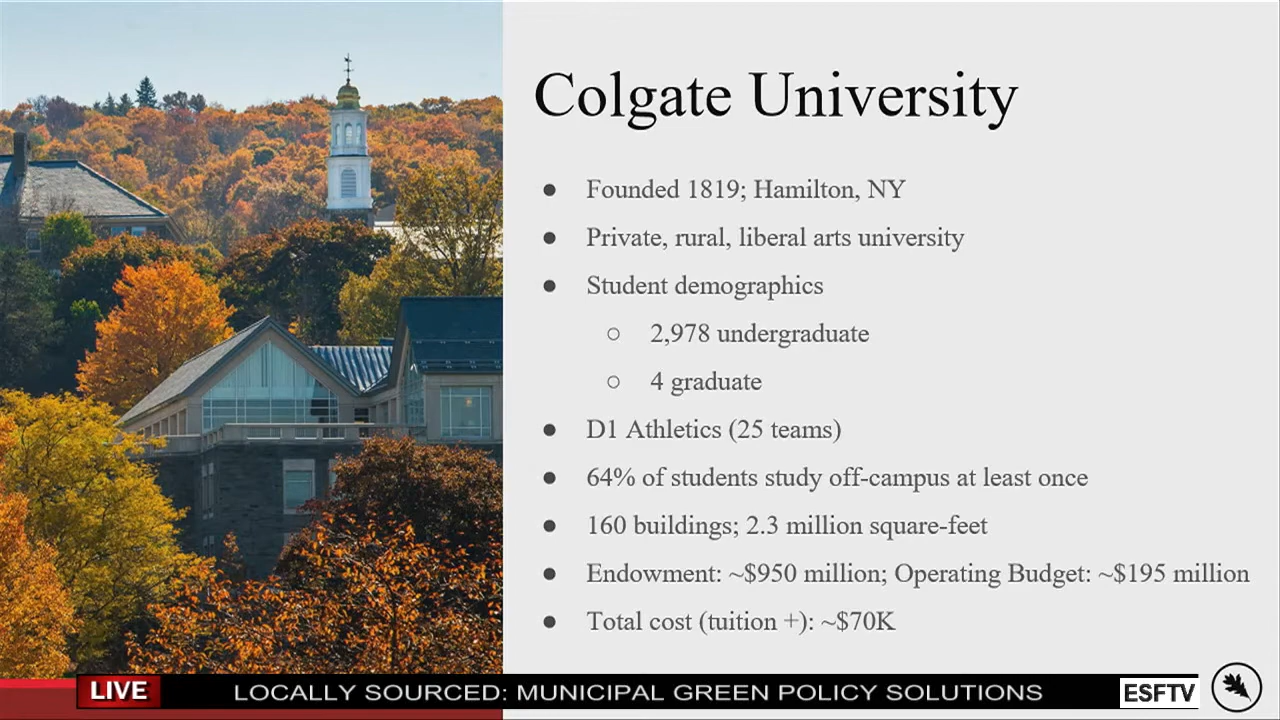 Colgate University
● Founded 1819; Hamilton, NY
● Private, rural, liberal arts university
● Student demographics
○ 2,978 undergraduate
○ 4 graduate
● D1 Athletics (25 teams)
● 64% of students study off-campus at least once
● 160 buildings; 2.3 million square-feet
● Endowment: ~$950 million; Operating Budget: ~$195 million
● Total cost (tuition +): ~$70K
LIVE
LOCALLY SOURCED: MUNICIPAL GREEN POLICY SOLUTIONS
ESFTV